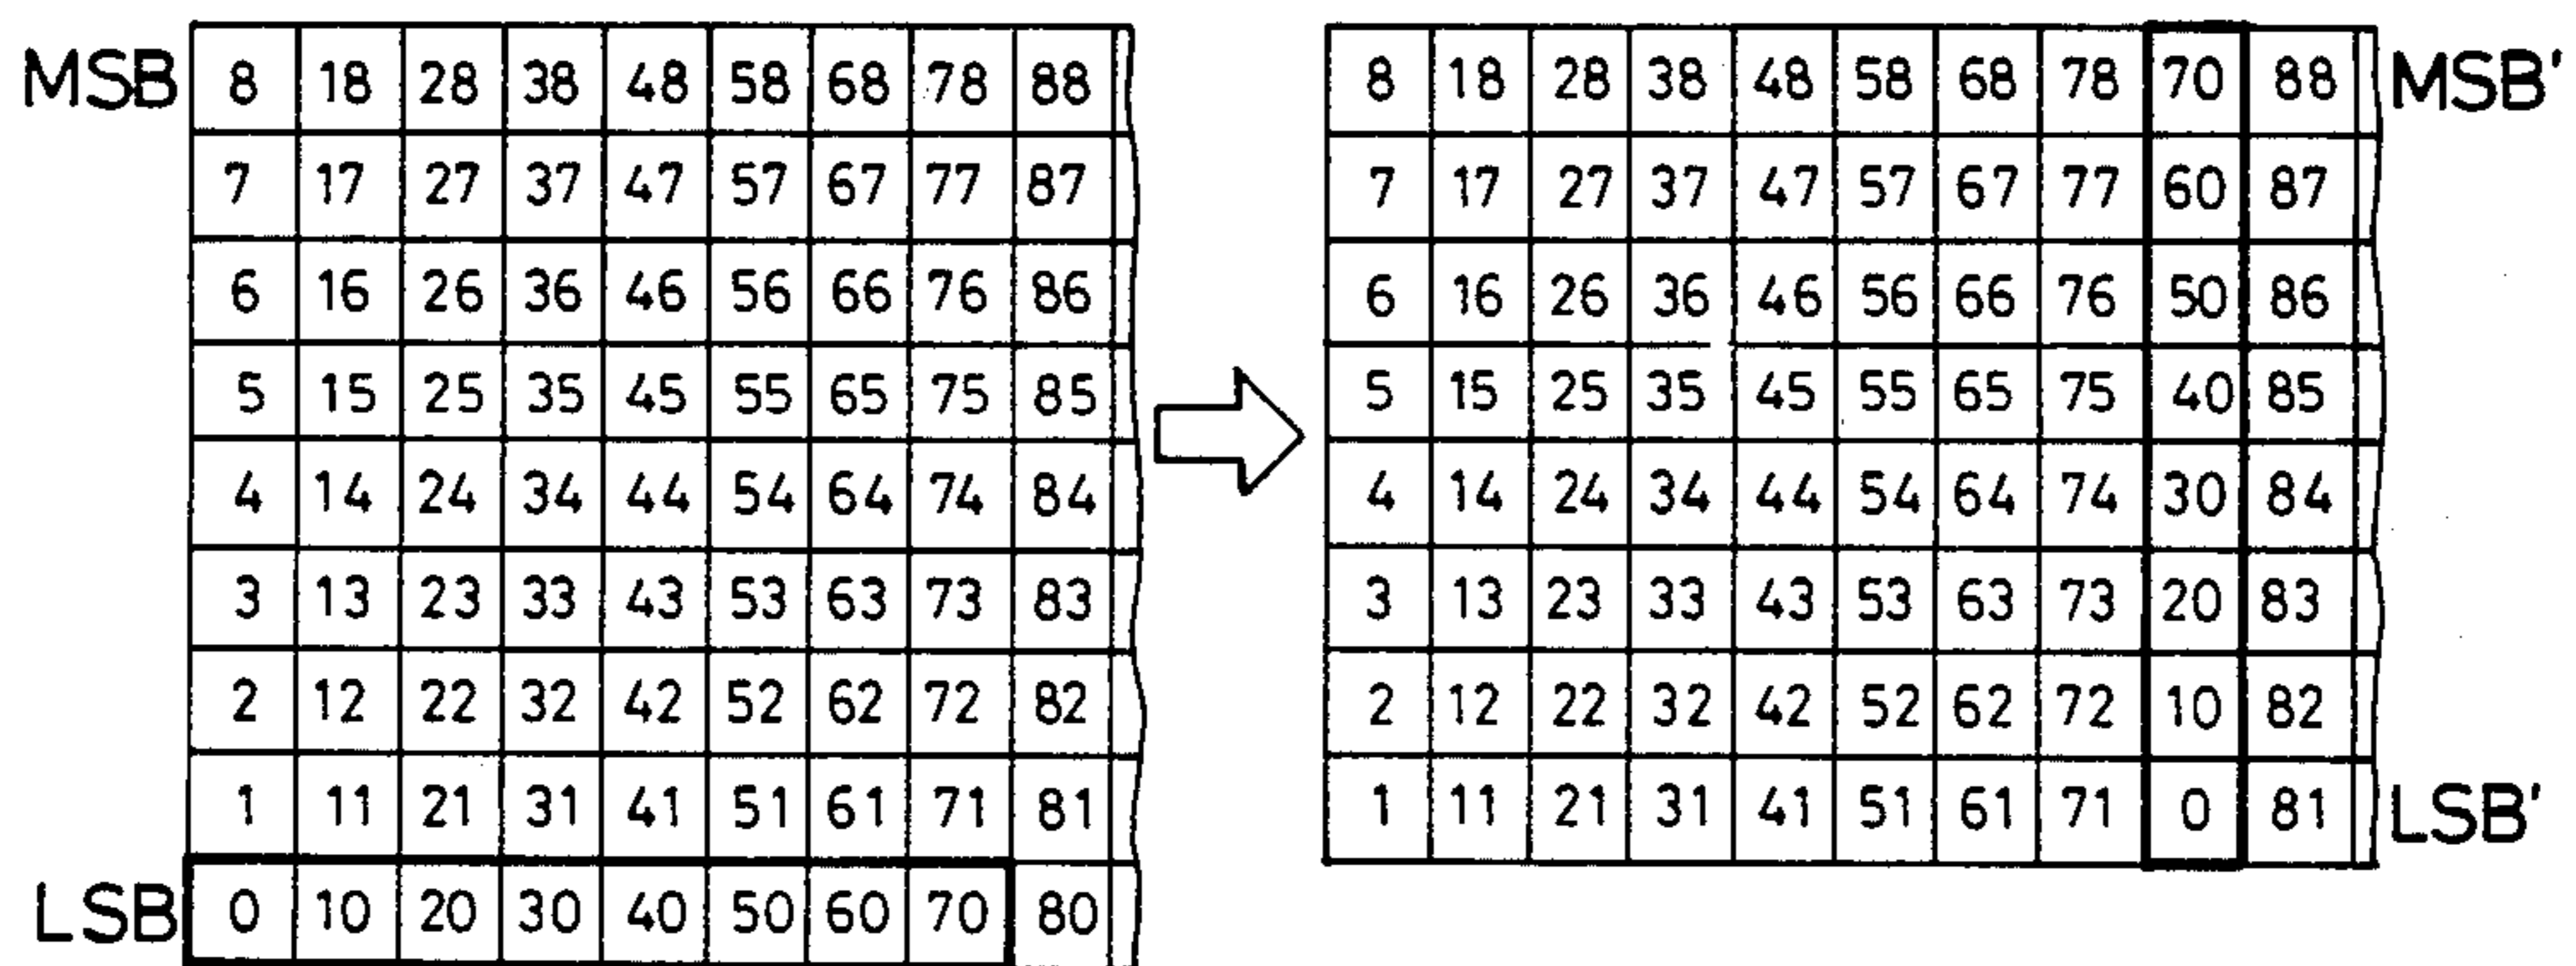 MSB 8 18 28 38 48 58 68 78 88
7 17 27 37 47 57 67 77 87
6 16 26 36 46 56 66 76 86
5 15 25 35 45 55 65 75 85
4 14 24 34 44 54 64 74 84
3 13 23 33 43 53 63 73 83
2 12 22 32 42 52 62 72 82
1 11 21 31 41 51 61 71 81
LSB 0 10 20 30 40 50 60 70 80
8 18 28 38 48 58 68 78 70 88 MSB'
7 17 27 37 47 57 67 77 60 87
6 16 26 36 46 56 66 76 50 86
5 15 25 35 45 55 65 75 40 85
4 14 24 34 44 54 64 74 30 84
3 13 23 33 43 53 63 73 20 83
2 12 22 32 42 52 62 72 10 82
1 11 21 31 41 51 61 71 0 81 LSB'